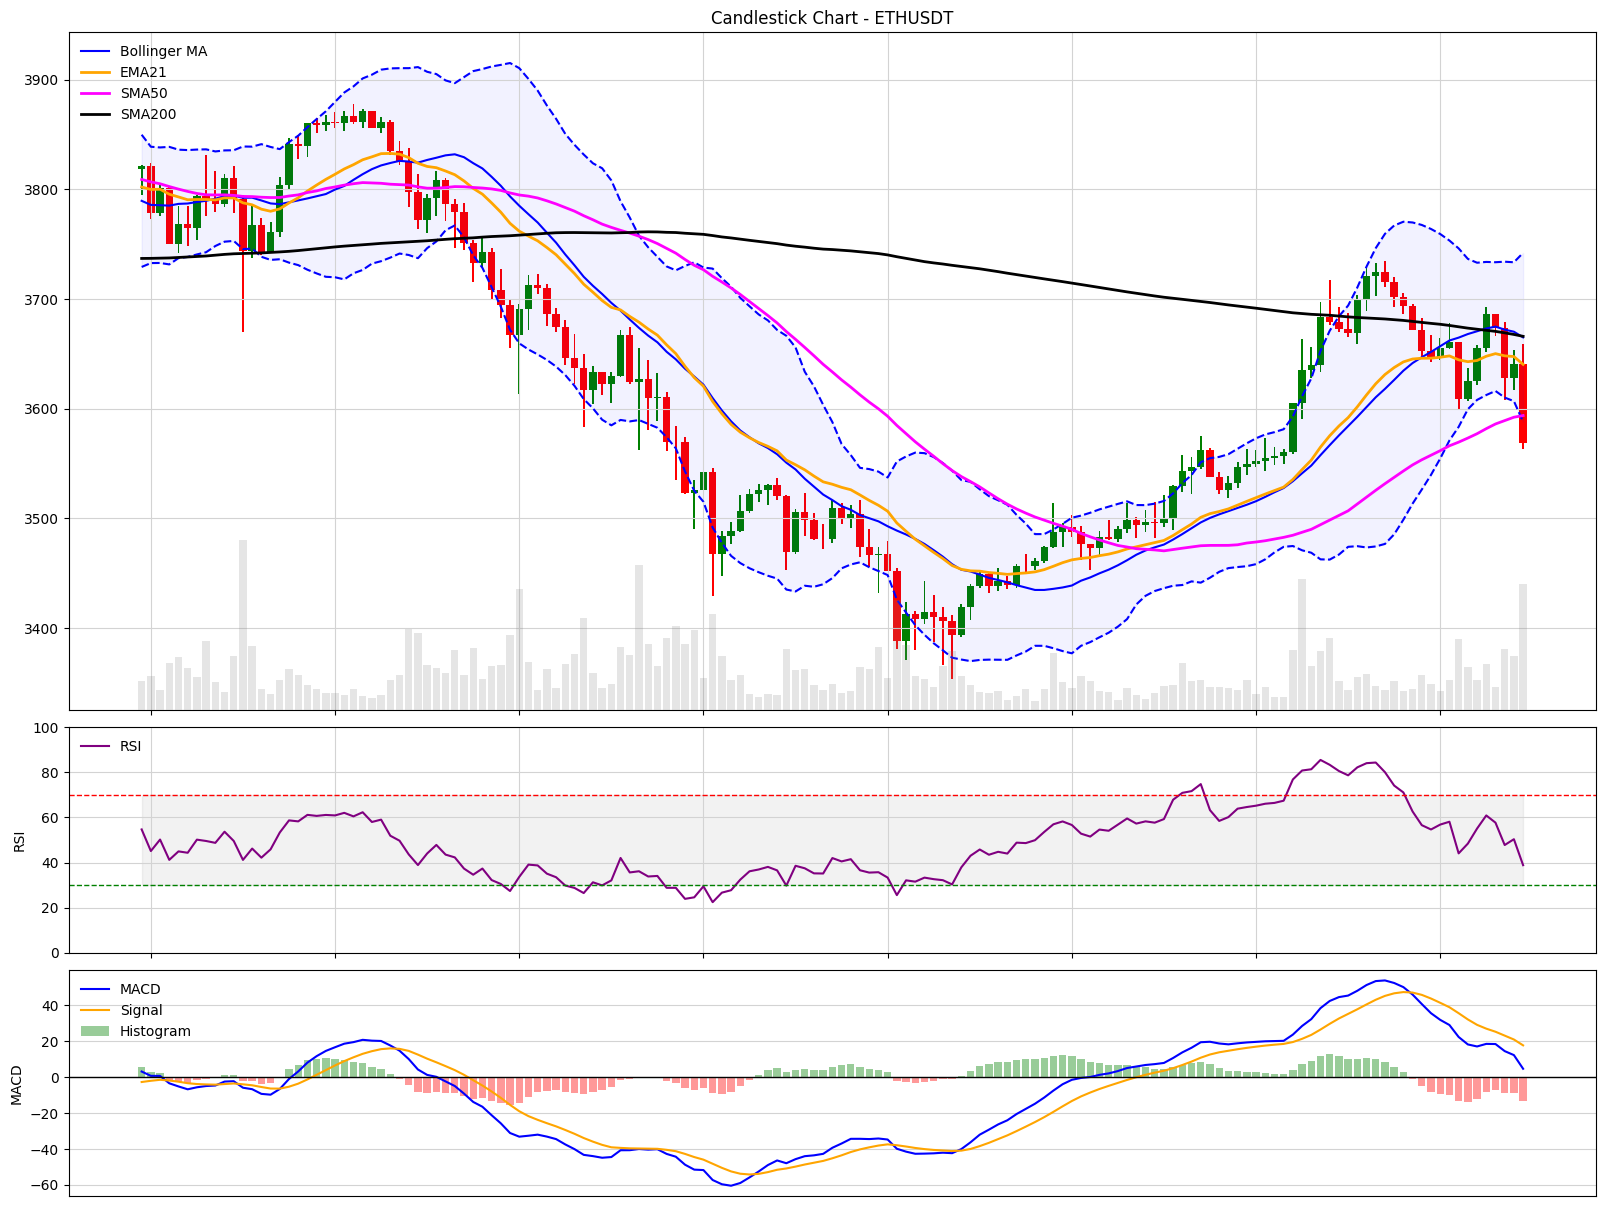 Candlestick Chart - ETHUSDT
Bollinger MA
EMA21
SMA50
SMA200
3900
3800
3700
3600
3500
3400
RSI
100
80
60
40
20
0
RSI
MACD
Signal
Histogram
40
20
0
−20
−40
−60
MACD